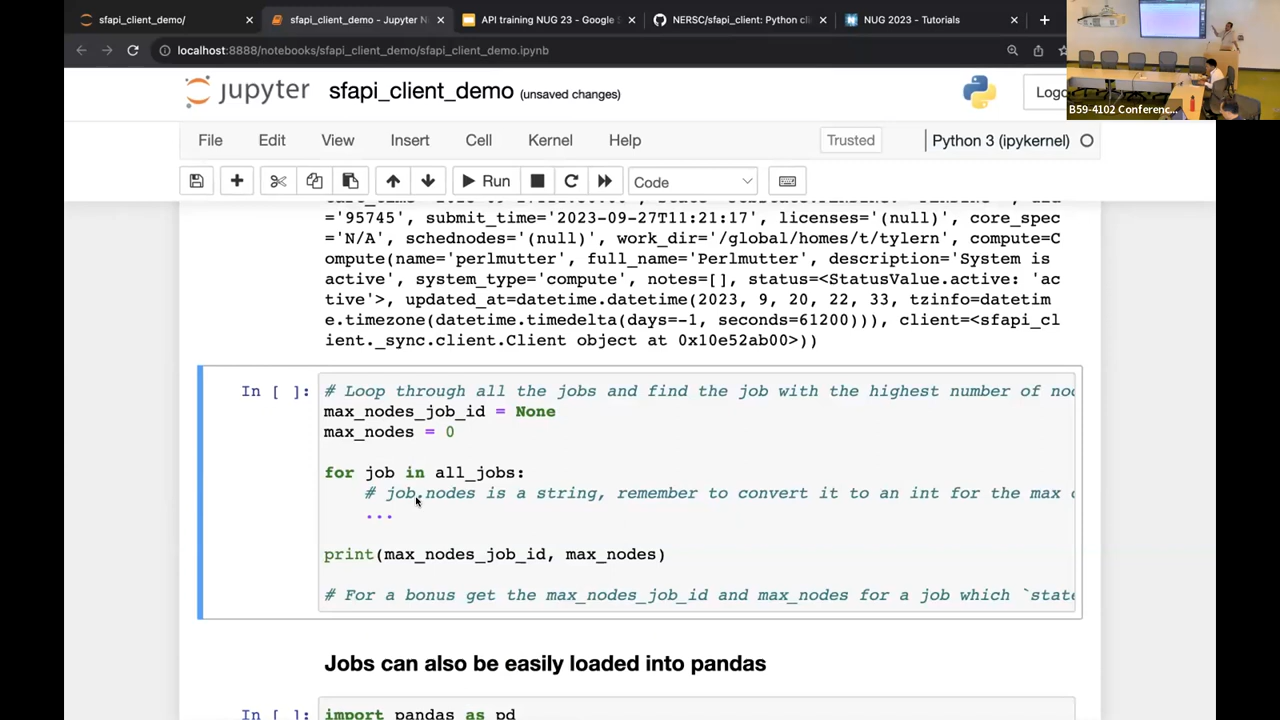 sfapi_client_demo/
sfapi_client_demo - Jupyter N
API training NUG 23 - Google S
NERSC/sfapi_client: Python cli
NUG 2023 - Tutorials
localhost:8888/notebooks/sfapi_client_demo/sfapi_client_demo.ipynb
B59-4102 Conferenc...
jupyter sfapi_client_demo (unsaved changes)
Logo
File Edit View Insert Cell Kernel Help
Trusted
Python 3 (ipykernel)
Run
Code
='95745', submit_time='2023-09-27T11:21:17', licenses='(null)', core_spec
='N/A', schednodes='(null)', work_dir='/global/homes/t/tylern', compute=C
ompute(name='perlmutter', full_name='Perlmutter', description='System is
active', system_type='compute', notes=[], status=<StatusValue.active: 'ac
tive'>, updated_at=datetime.datetime(2023, 9, 20, 22, 33, tzinfo=datetim
e.timezone(datetime.timedelta(days=-1, seconds=61200))), client=<sfapi_cl
ient._sync.client.Client object at 0x10e52ab00>))
In [ ]:
# Loop through all the jobs and find the job with the highest number of noc
max_nodes_job_id = None
max_nodes = 0
for job in all_jobs:
# job.nodes is a string, remember to convert it to an int for the max c
...
print(max_nodes_job_id, max_nodes)
# For a bonus get the max_nodes_job_id and max_nodes for a job which `state
Jobs can also be easily loaded into pandas
In [ ]:
import pandas as pd